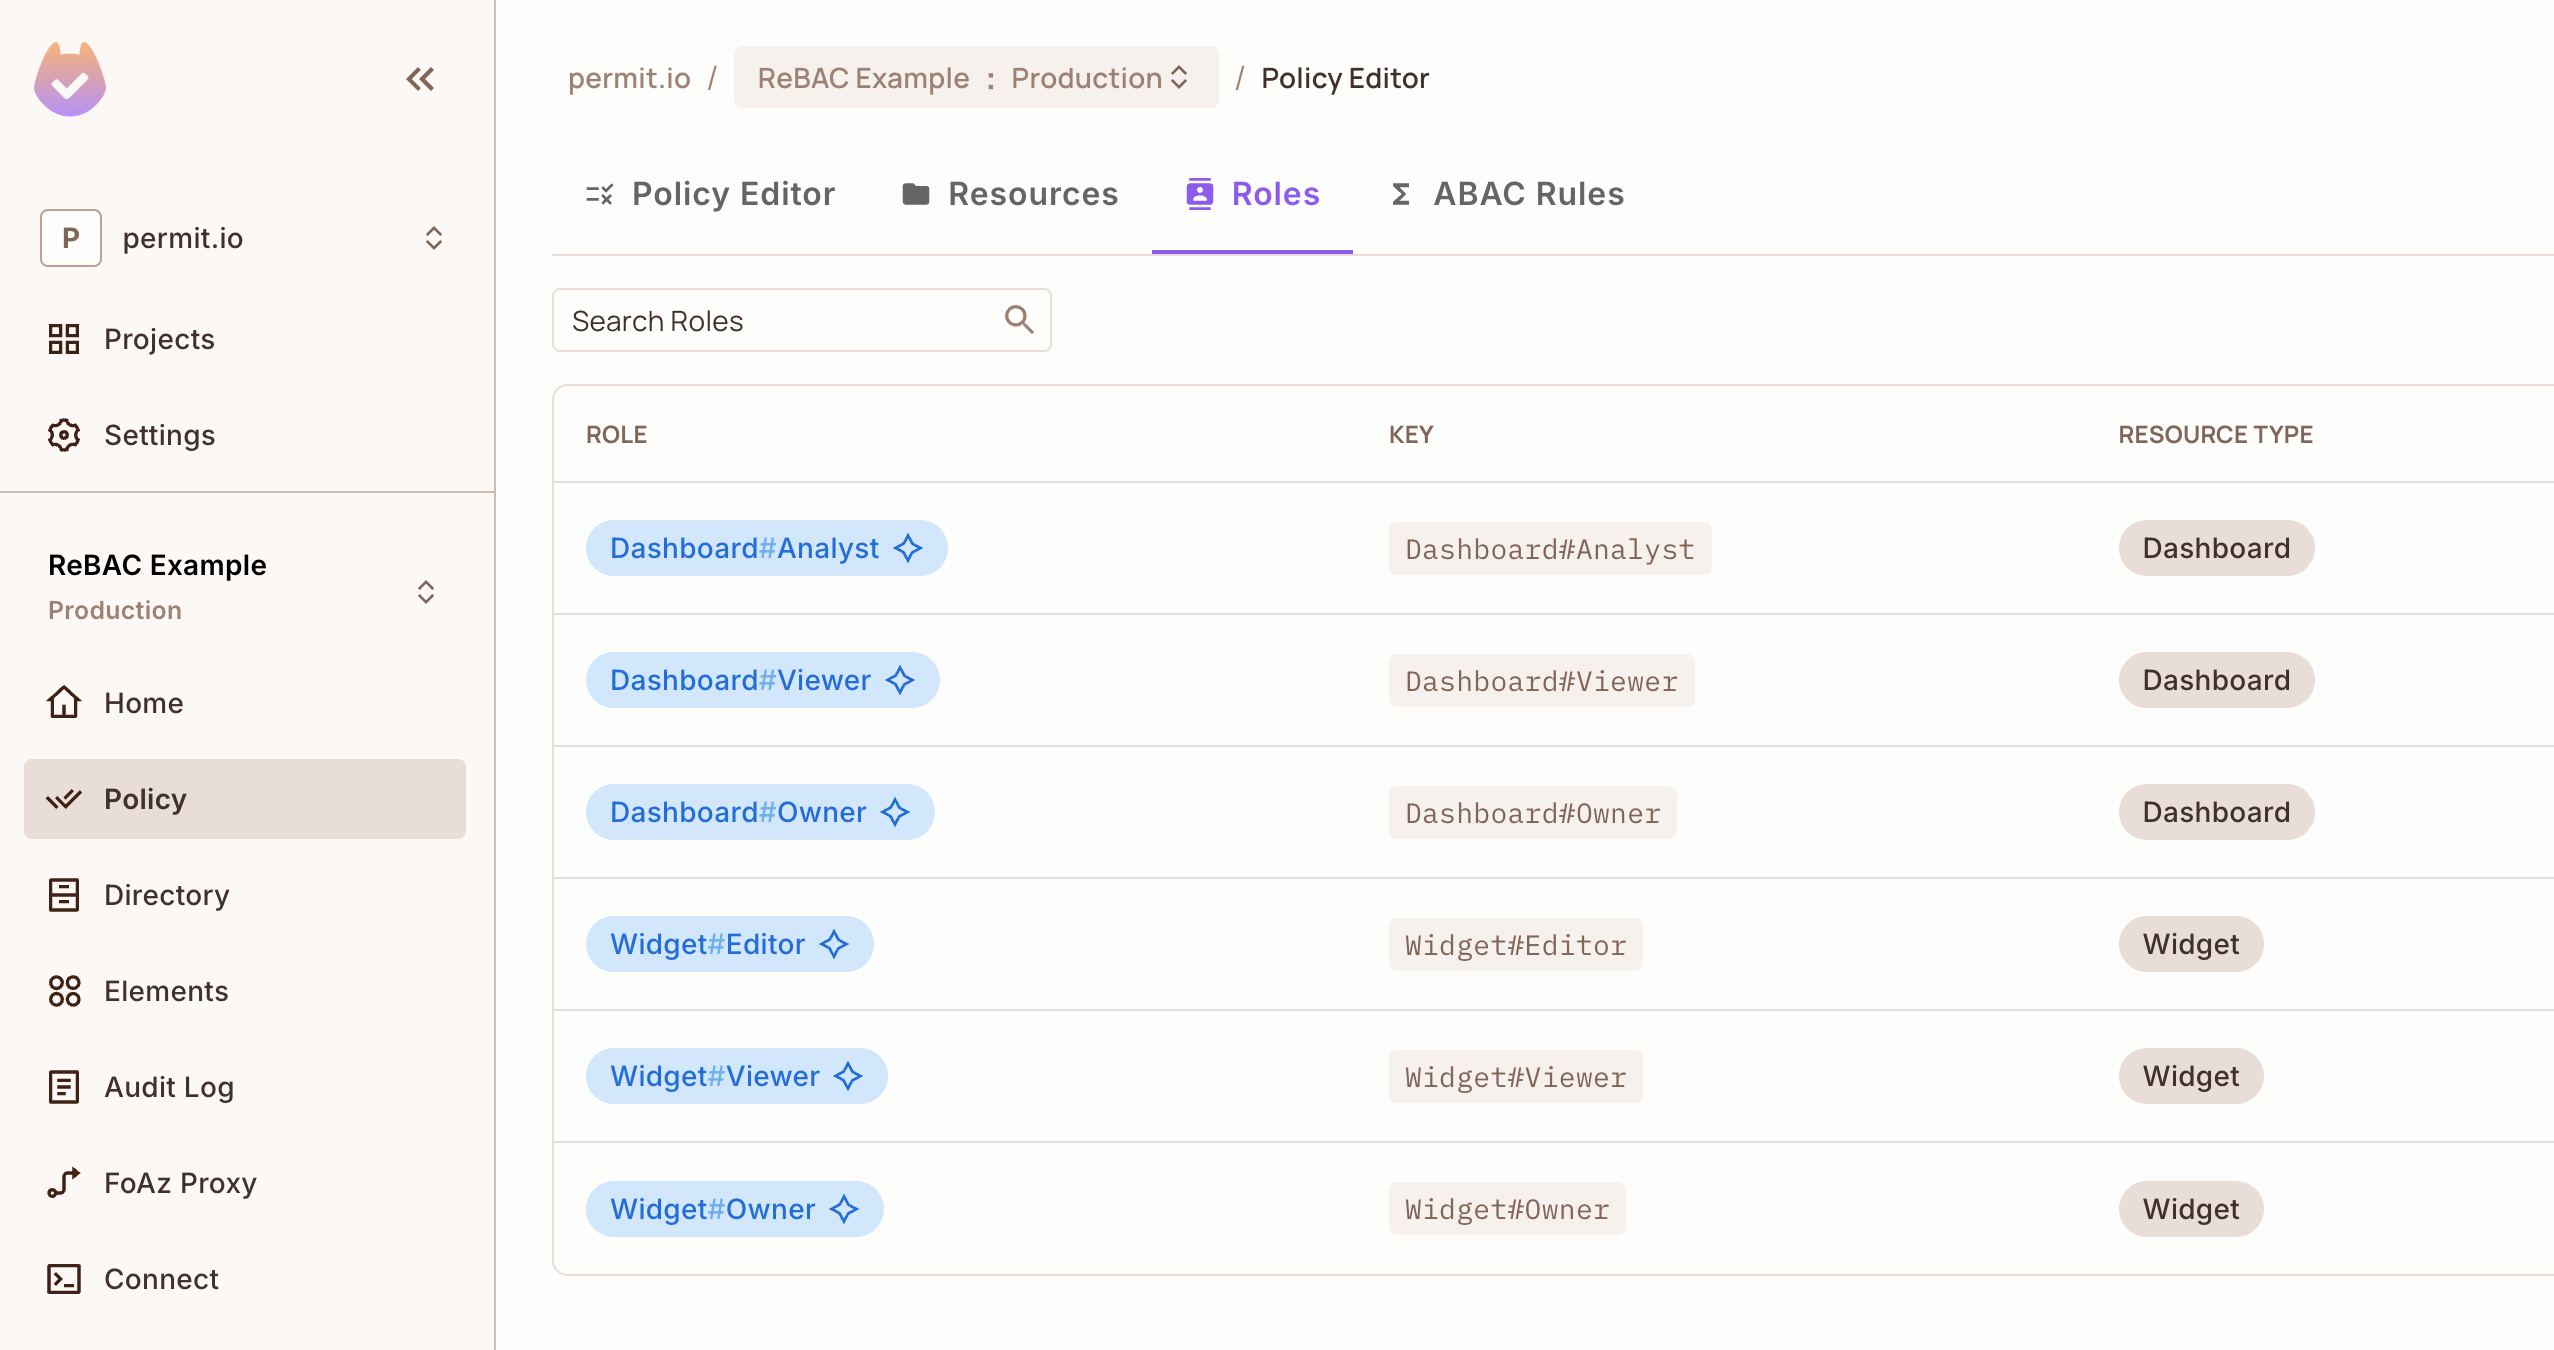 permit.io / ReBAC Example : Production / Policy Editor
P permit.io
Projects
Settings
ReBAC Example
Production
Home
Policy
Directory
Elements
Audit Log
FoAz Proxy
Connect
Policy Editor Resources Roles ABAC Rules
Search Roles
ROLE KEY RESOURCE TYPE
Dashboard#Analyst Dashboard#Analyst Dashboard
Dashboard#Viewer Dashboard#Viewer Dashboard
Dashboard#Owner Dashboard#Owner Dashboard
Widget#Editor Widget#Editor Widget
Widget#Viewer Widget#Viewer Widget
Widget#Owner Widget#Owner Widget